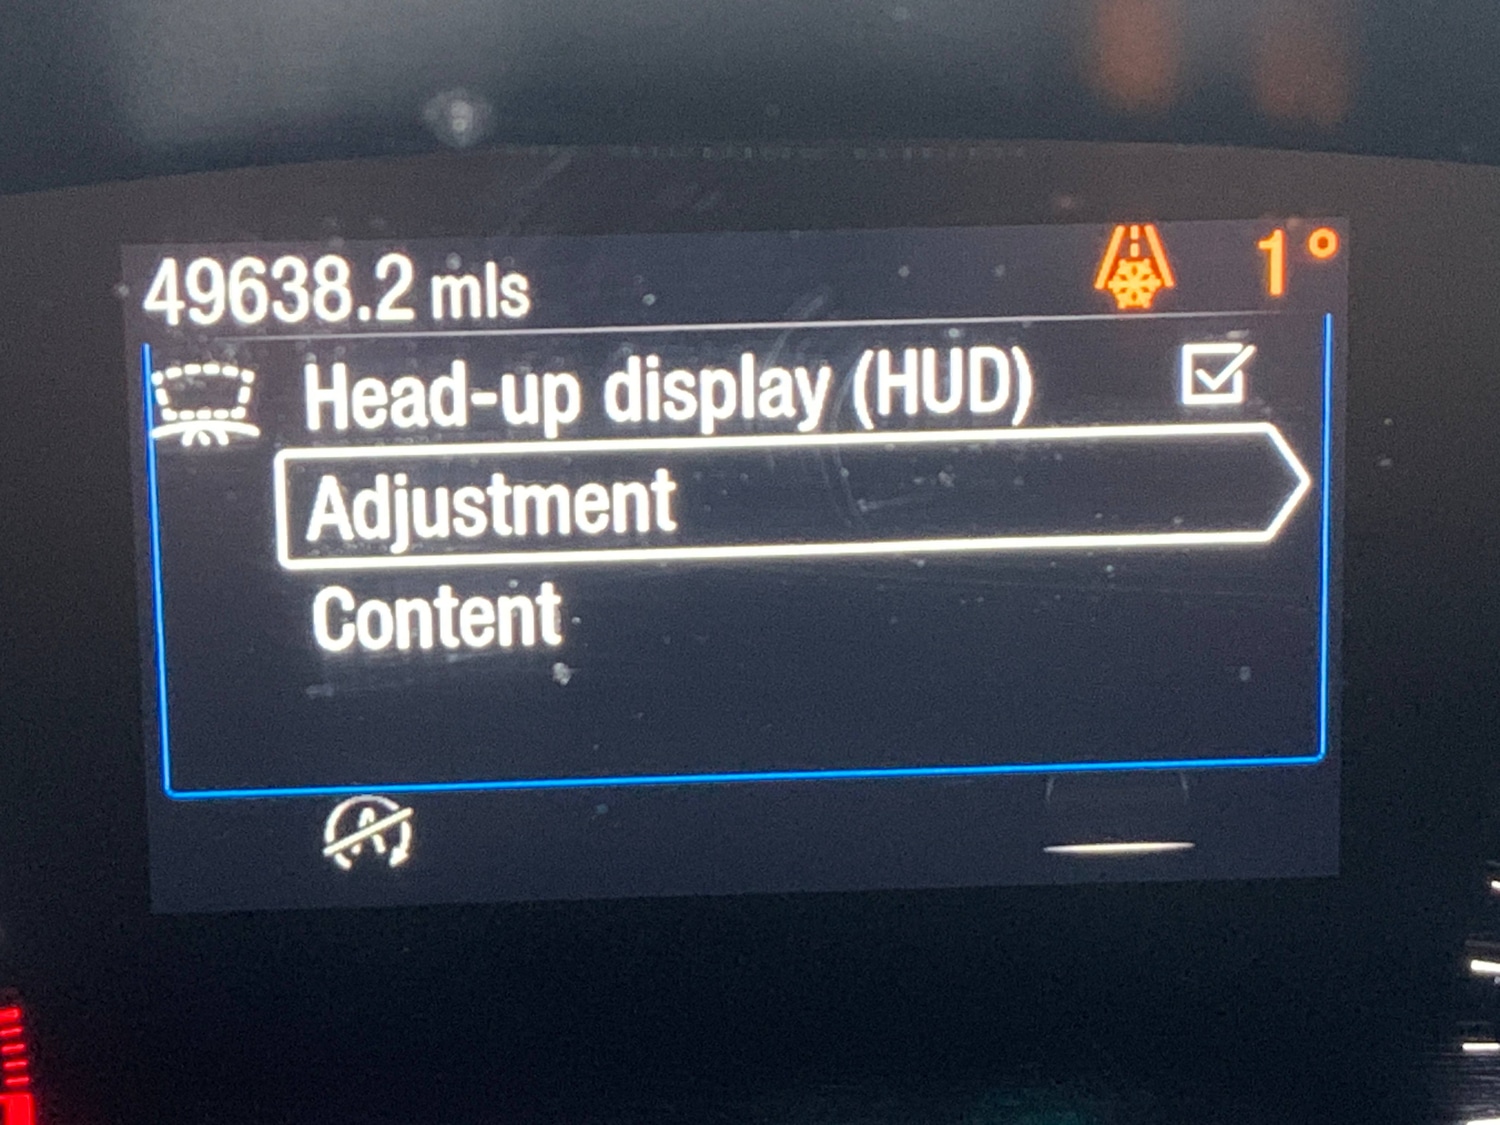 49638.2 mls 1°
Head-up display (HUD)
Adjustment
Content
A